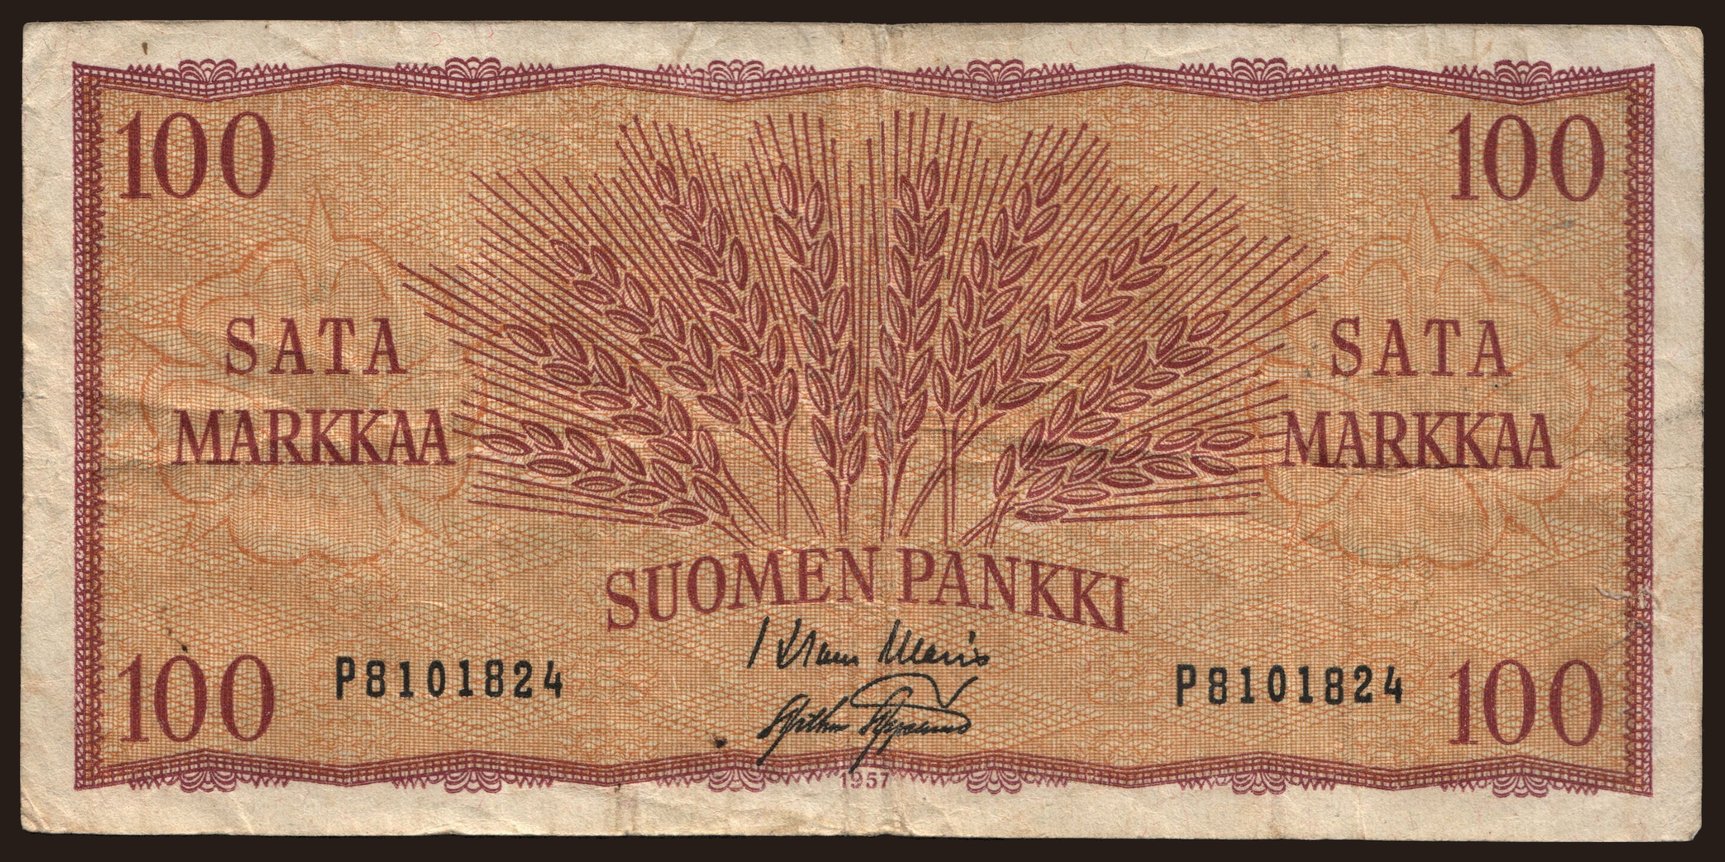 100 100
SATA SATA
MARKKAA MARKKAA
SUOMEN PANKKI
P8101824 P8101824
100 100
1957